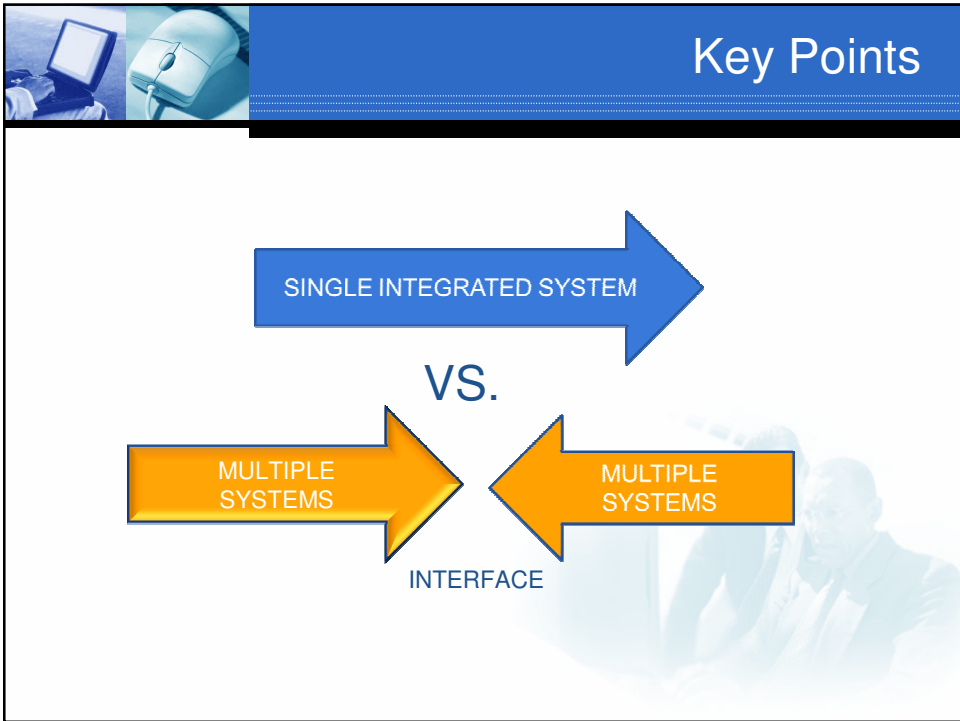 Key Points
SINGLE INTEGRATED SYSTEM
VS.
MULTIPLE
SYSTEMS
MULTIPLE
SYSTEMS
INTERFACE